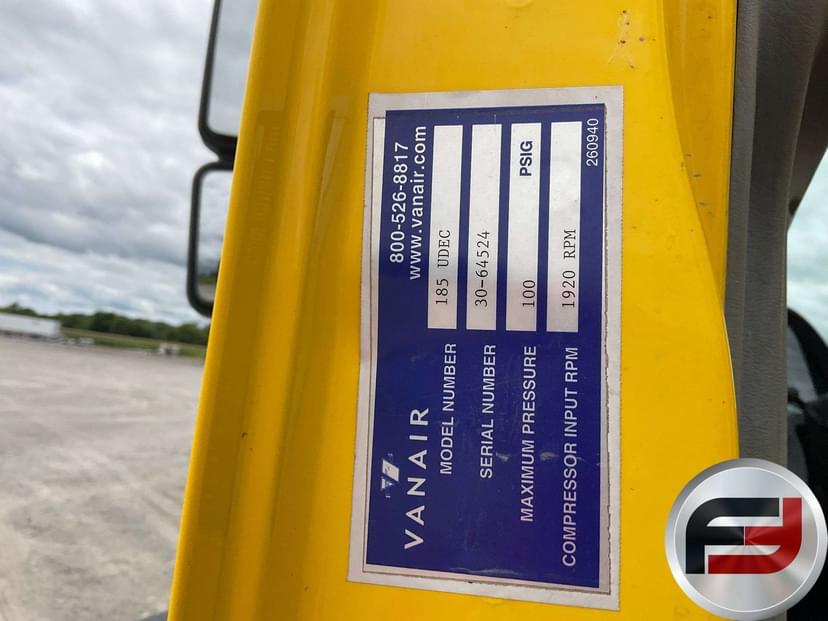 VANAIR
800-526-8817
www.vanair.com
MODEL NUMBER 185 UDEC
SERIAL NUMBER 30-64524
MAXIMUM PRESSURE 100 PSIG
COMPRESSOR INPUT RPM 1920 RPM
260940